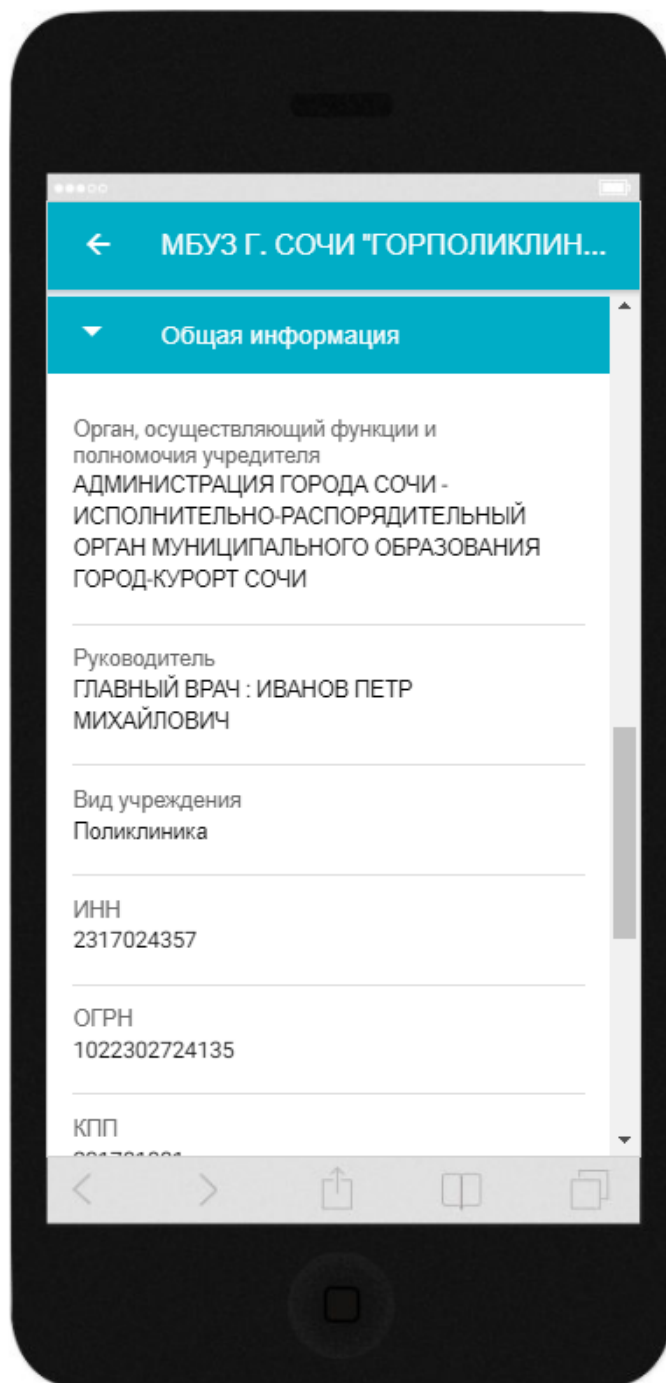 МБУЗ Г. СОЧИ "ГОРПОЛИКЛИН...
Общая информация
Орган, осуществляющий функции и
полномочия учредителя
АДМИНИСТРАЦИЯ ГОРОДА СОЧИ -
ИСПОЛНИТЕЛЬНО-РАСПОРЯДИТЕЛЬНЫЙ
ОРГАН МУНИЦИПАЛЬНОГО ОБРАЗОВАНИЯ
ГОРОД-КУРОРТ СОЧИ
Руководитель
ГЛАВНЫЙ ВРАЧ : ИВАНОВ ПЕТР
МИХАЙЛОВИЧ
Вид учреждения
Поликлиника
ИНН
2317024357
ОГРН
1022302724135
КПП